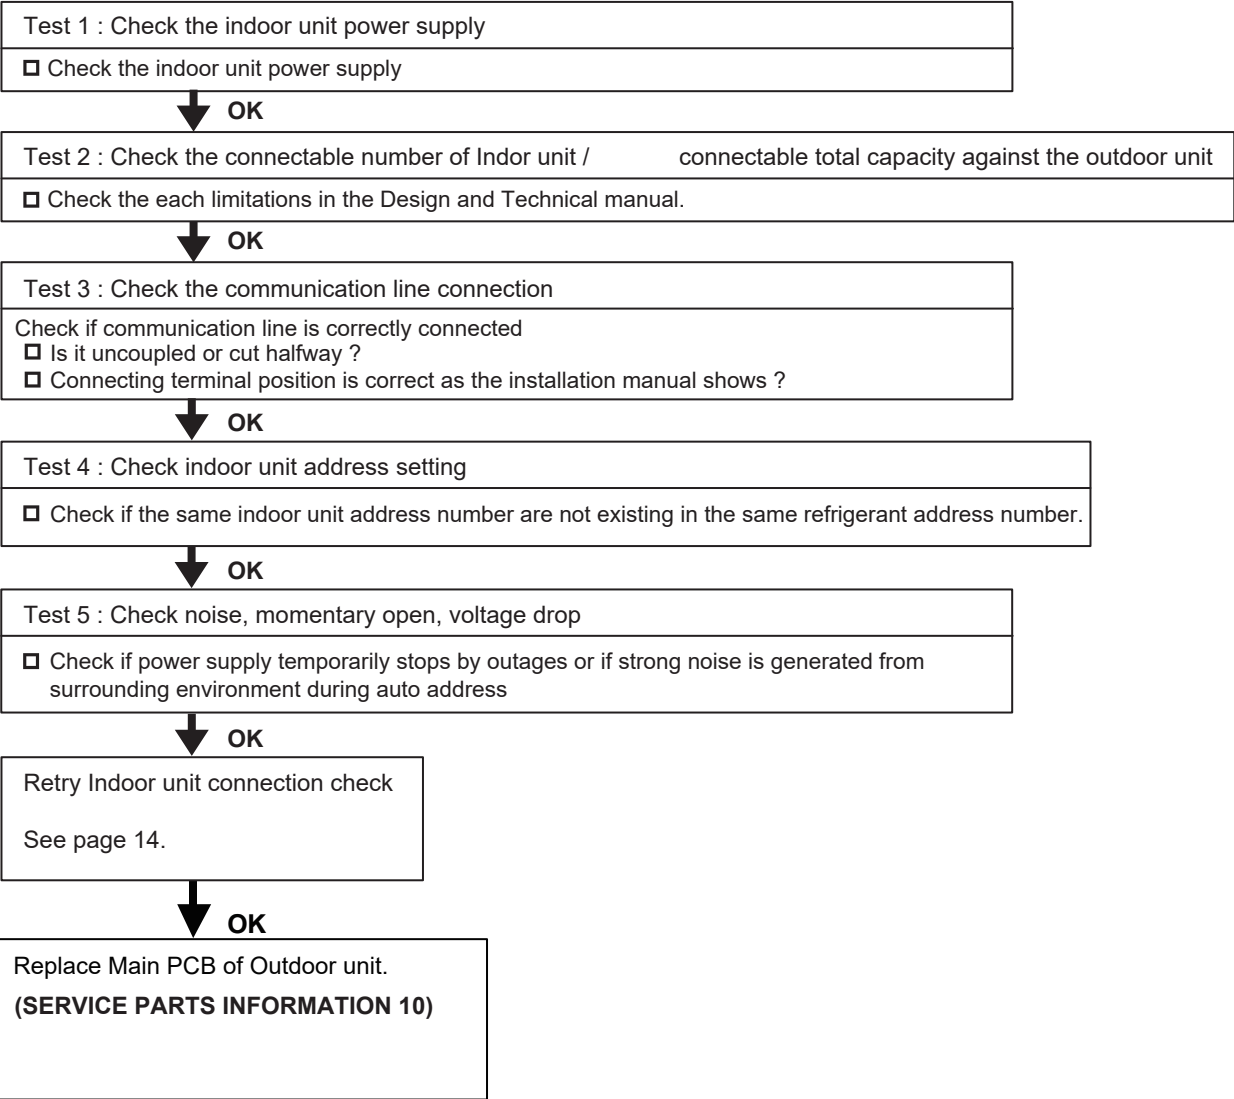 Test 1 : Check the indoor unit power supply
Check the indoor unit power supply
OK
Test 2 : Check the connectable number of Indor unit / connectable total capacity against the outdoor unit
Check the each limitations in the Design and Technical manual.
OK
Test 3 : Check the communication line connection
Check if communication line is correctly connected
Is it uncoupled or cut halfway ?
Connecting terminal position is correct as the installation manual shows ?
OK
Test 4 : Check indoor unit address setting
Check if the same indoor unit address number are not existing in the same refrigerant address number.
OK
Test 5 : Check noise, momentary open, voltage drop
Check if power supply temporarily stops by outages or if strong noise is generated from
surrounding environment during auto address
OK
Retry Indoor unit connection check
See page 14.
OK
Replace Main PCB of Outdoor unit.
(SERVICE PARTS INFORMATION 10)